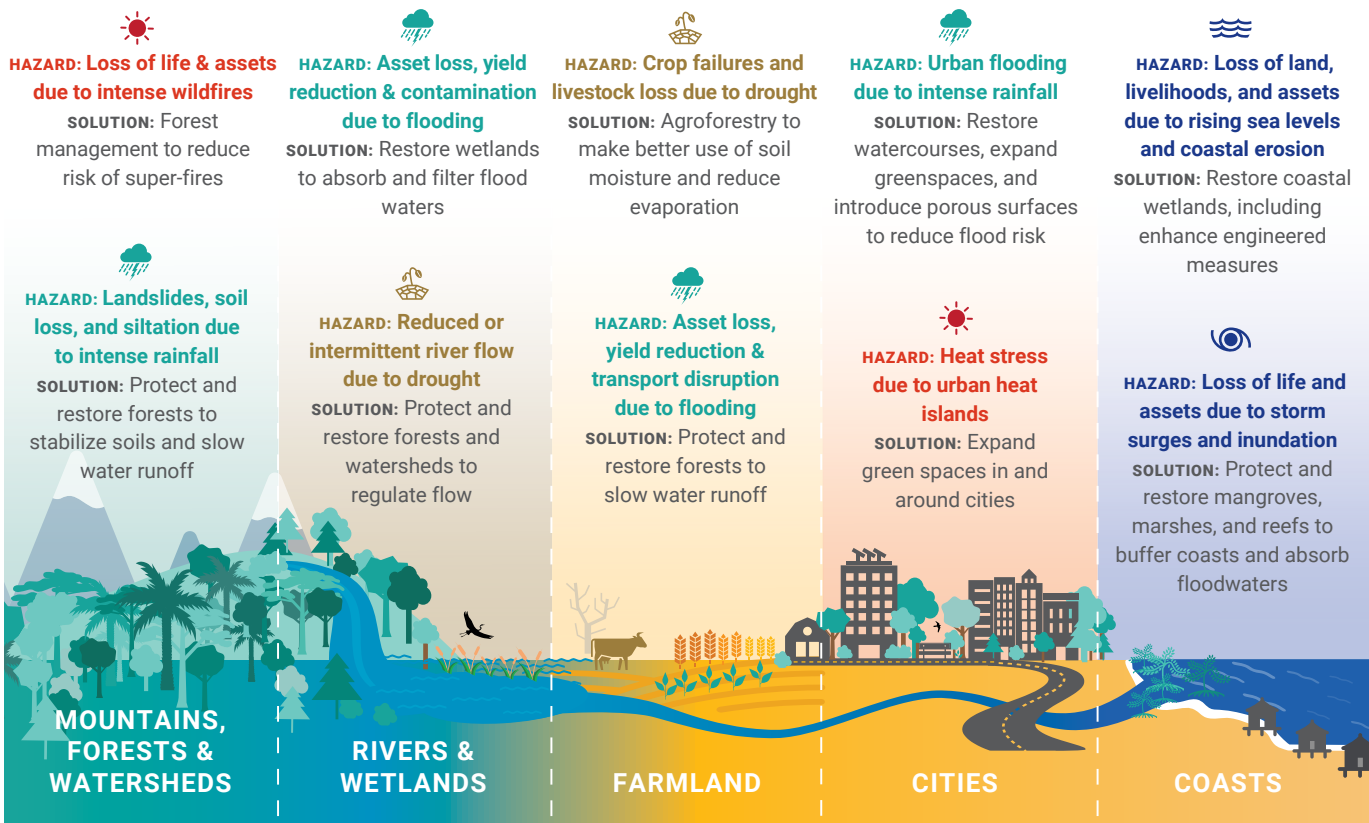 HAZARD: Loss of life & assets
due to intense wildfires
SOLUTION: Forest
management to reduce
risk of super-fires
HAZARD: Landslides, soil
loss, and siltation due
to intense rainfall
SOLUTION: Protect and
restore forests to
stabilize soils and slow
water runoff
MOUNTAINS,
FORESTS &
WATERSHEDS
HAZARD: Asset loss, yield
reduction & contamination
due to flooding
SOLUTION: Restore wetlands
to absorb and filter flood
waters
HAZARD: Reduced or
intermittent river flow
due to drought
SOLUTION: Protect and
restore forests and
watersheds to
regulate flow
RIVERS &
WETLANDS
HAZARD: Crop failures and
livestock loss due to drought
SOLUTION: Agroforestry to
make better use of soil
moisture and reduce
evaporation
HAZARD: Asset loss,
yield reduction &
transport disruption
due to flooding
SOLUTION: Protect and
restore forests to
slow water runoff
FARMLAND
HAZARD: Urban flooding
due to intense rainfall
SOLUTION: Restore
watercourses, expand
greenspaces, and
introduce porous surfaces
to reduce flood risk
HAZARD: Heat stress
due to urban heat
islands
SOLUTION: Expand
green spaces in and
around cities
CITIES
HAZARD: Loss of land,
livelihoods, and assets
due to rising sea levels
and coastal erosion
SOLUTION: Restore coastal
wetlands, including
enhance engineered
measures
HAZARD: Loss of life and
assets due to storm
surges and inundation
SOLUTION: Protect and
restore mangroves,
marshes, and reefs to
buffer coasts and absorb
floodwaters
COASTS